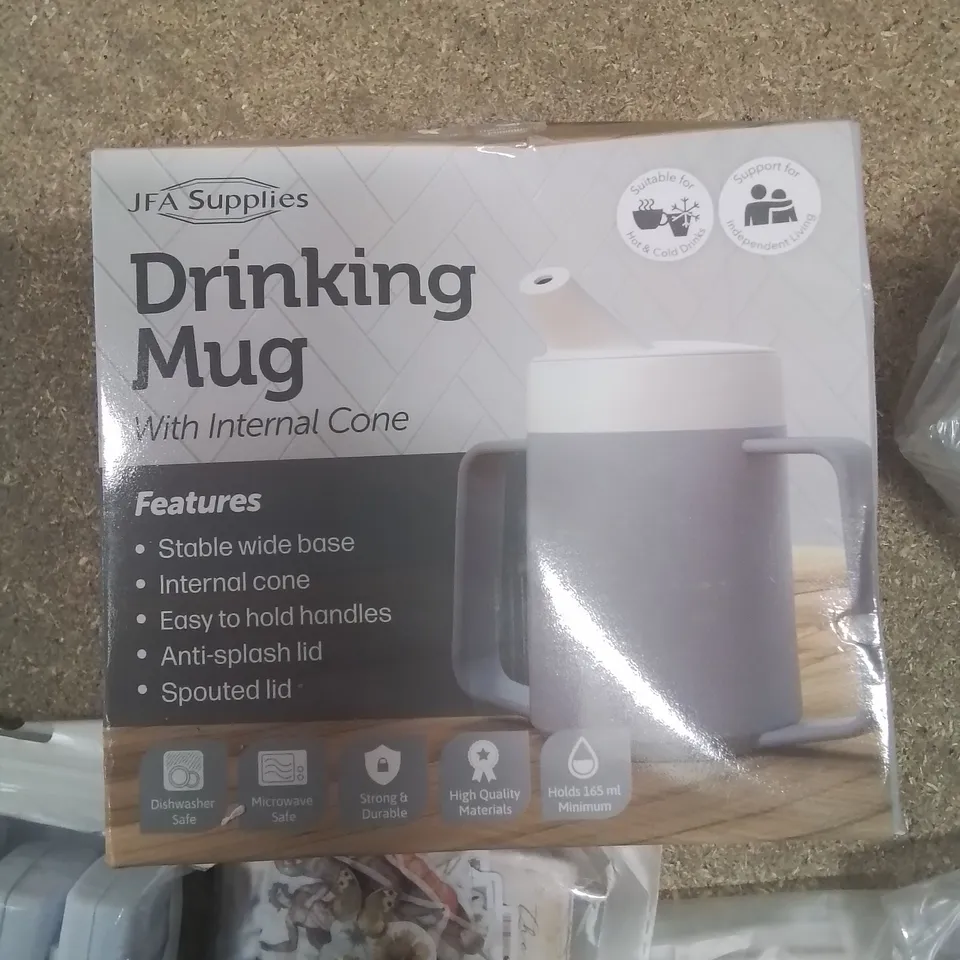 JFA Supplies
Suitable for
Hot & Cold Drinks
Support for
Independent Living
Drinking
Mug
With Internal Cone
Features
• Stable wide base
• Internal cone
• Easy to hold handles
• Anti-splash lid
• Spouted lid
Dishwasher
Safe
Microwave
Safe
Strong &
Durable
High Quality
Materials
Holds 165 ml
Minimum
The